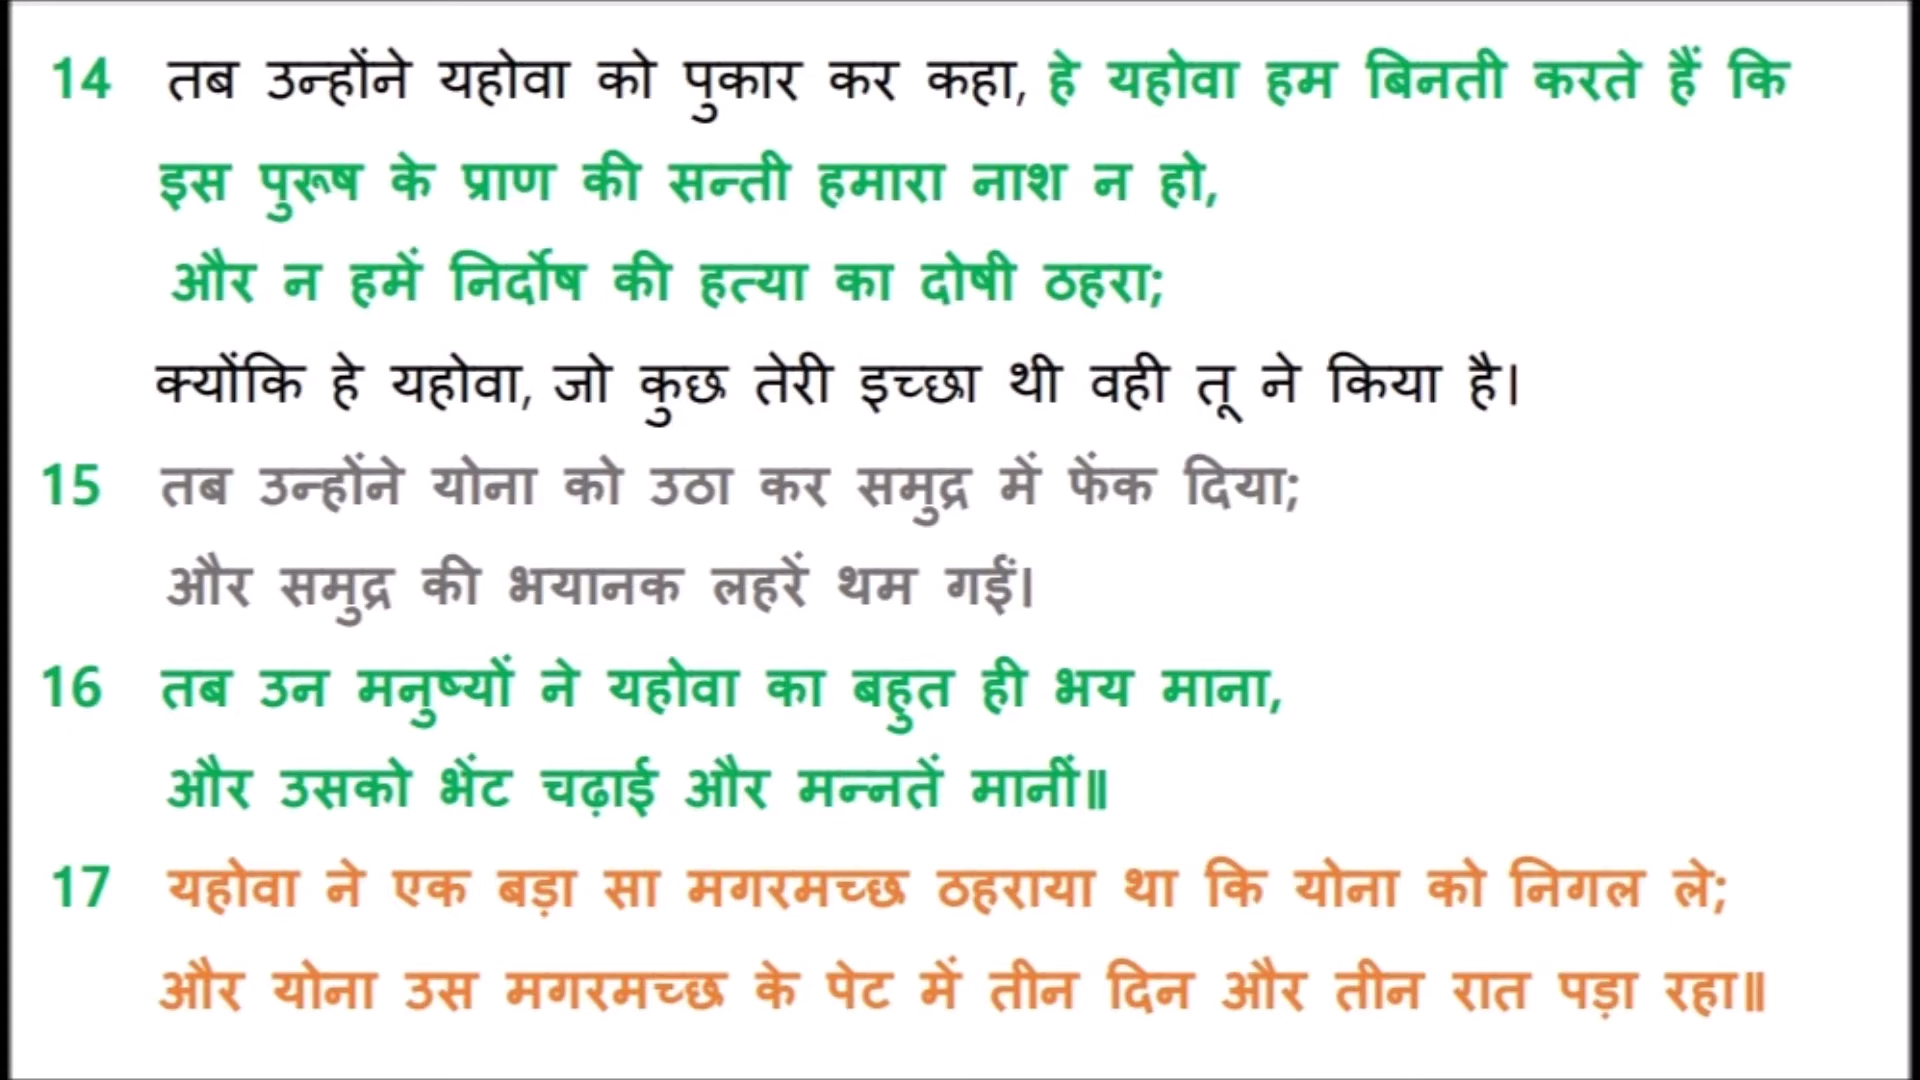 14 तब उन्होंने यहोवा को पुकार कर कहा, हे यहोवा हम बिनती करते हैं कि
इस पुरूष के प्राण की सन्ती हमारा नाश न हो,
और न हमें निर्दोष की हत्या का दोषी ठहरा;
क्योंकि हे यहोवा, जो कुछ तेरी इच्छा थी वही तू ने किया है।
15 तब उन्होंने योना को उठा कर समुद्र में फेंक दिया;
और समुद्र की भयानक लहरें थम गईं।
16 तब उन मनुष्यों ने यहोवा का बहुत ही भय माना,
और उसको भेंट चढ़ाई और मन्नतें मानीं॥
17 यहोवा ने एक बड़ा सा मगरमच्छ ठहराया था कि योना को निगल ले;
और योना उस मगरमच्छ के पेट में तीन दिन और तीन रात पड़ा रहा॥